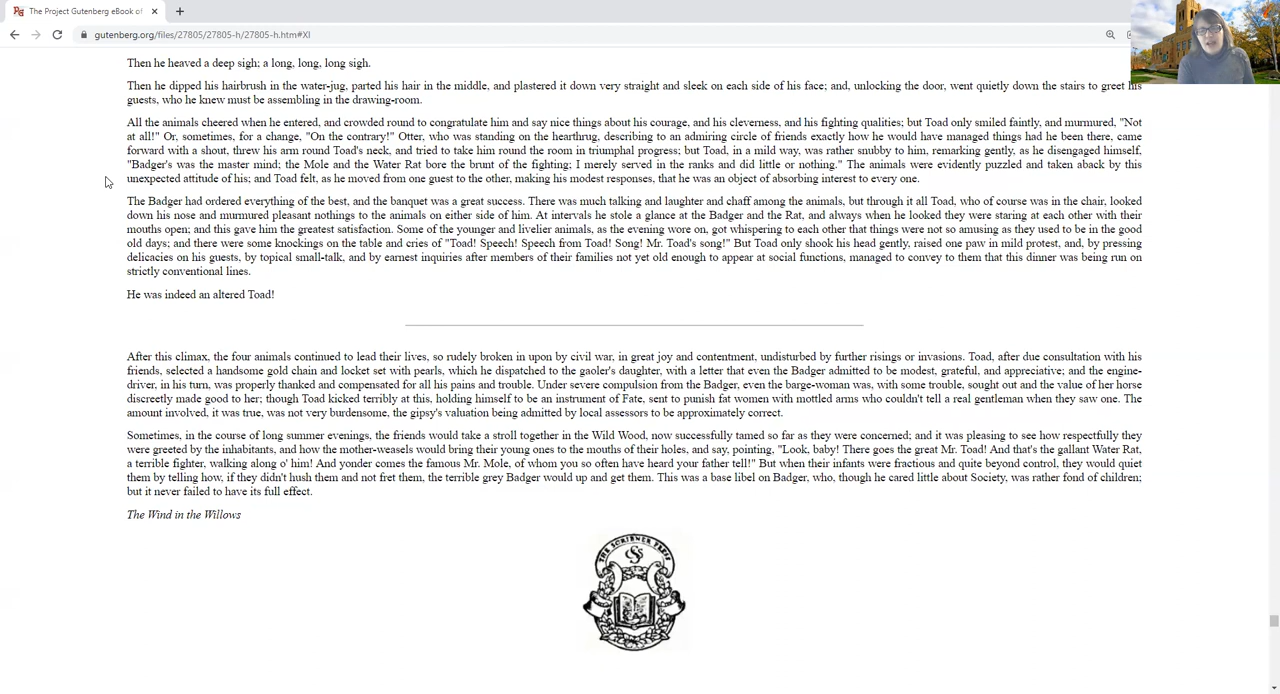 The Project Gutenberg eBook of
gutenberg.org/files/27805/27805-h/27805-h.htm#XI
Then he heaved a deep sigh; a long, long, long sigh.
Then he dipped his hairbrush in the water-jug, parted his hair in the middle, and plastered it down very straight and sleek on each side of his face; and, unlocking the door, went quietly down the stairs to greet his
guests, who he knew must be assembling in the drawing-room.
All the animals cheered when he entered, and crowded round to congratulate him and say nice things about his courage, and his cleverness, and his fighting qualities; but Toad only smiled faintly, and murmured, "Not
at all!" Or, sometimes, for a change, "On the contrary!" Otter, who was standing on the hearthrug, describing to an admiring circle of friends exactly how he would have managed things had he been there, came
forward with a shout, threw his arm round Toad's neck, and tried to take him round the room in triumphal progress; but Toad, in a mild way, was rather snubby to him, remarking gently, as he disengaged himself,
"Badger's was the master mind; the Mole and the Water Rat bore the brunt of the fighting; I merely served in the ranks and did little or nothing." The animals were evidently puzzled and taken aback by this
unexpected attitude of his; and Toad felt, as he moved from one guest to the other, making his modest responses, that he was an object of absorbing interest to every one.
The Badger had ordered everything of the best, and the banquet was a great success. There was much talking and laughter and chaff among the animals, but through it all Toad, who of course was in the chair, looked
down his nose and murmured pleasant nothings to the animals on either side of him. At intervals he stole a glance at the Badger and the Rat, and always when he looked they were staring at each other with their
mouths open; and this gave him the greatest satisfaction. Some of the younger and livelier animals, as the evening wore on, got whispering to each other that things were not so amusing as they used to be in the good
old days; and there were some knockings on the table and cries of "Toad! Speech! Speech from Toad! Song! Mr. Toad's song!" But Toad only shook his head gently, raised one paw in mild protest, and, by pressing
delicacies on his guests, by topical small-talk, and by earnest inquiries after members of their families not yet old enough to appear at social functions, managed to convey to them that this dinner was being run on
strictly conventional lines.
He was indeed an altered Toad!
After this climax, the four animals continued to lead their lives, so rudely broken in upon by civil war, in great joy and contentment, undisturbed by further risings or invasions. Toad, after due consultation with his
friends, selected a handsome gold chain and locket set with pearls, which he dispatched to the gaoler's daughter, with a letter that even the Badger admitted to be modest, grateful, and appreciative; and the engine-
driver, in his turn, was properly thanked and compensated for all his pains and trouble. Under severe compulsion from the Badger, even the barge-woman was, with some trouble, sought out and the value of her horse
discreetly made good to her; though Toad kicked terribly at this, holding himself to be an instrument of Fate, sent to punish fat women with mottled arms who couldn't tell a real gentleman when they saw one. The
amount involved, it was true, was not very burdensome, the gipsy's valuation being admitted by local assessors to be approximately correct.
Sometimes, in the course of long summer evenings, the friends would take a stroll together in the Wild Wood, now successfully tamed so far as they were concerned; and it was pleasing to see how respectfully they
were greeted by the inhabitants, and how the mother-weasels would bring their young ones to the mouths of their holes, and say, pointing, "Look, baby! There goes the great Mr. Toad! And that's the gallant Water Rat,
a terrible fighter, walking along o' him! And yonder comes the famous Mr. Mole, of whom you so often have heard your father tell!" But when their infants were fractious and quite beyond control, they would quiet
them by telling how, if they didn't hush them and not fret them, the terrible grey Badger would up and get them. This was a base libel on Badger, who, though he cared little about Society, was rather fond of children;
but it never failed to have its full effect.
The Wind in the Willows
THE SCRIBNER PRESS